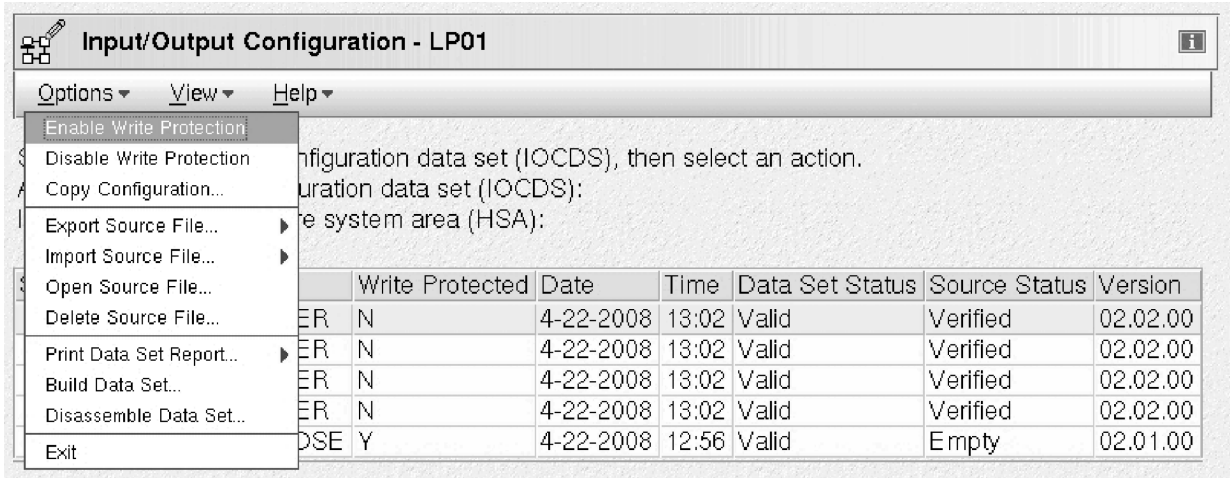 Input/Output Configuration - LP01
Options View Help
Enable Write Protection
Disable Write Protection
Copy Configuration...
Export Source File...
Import Source File...
Open Source File...
Delete Source File...
Print Data Set Report...
Build Data Set...
Disassemble Data Set...
Exit
nfiguration data set (IOCDS), then select an action.
uration data set (IOCDS):
re system area (HSA):
Write Protected Date Time Data Set Status Source Status Version
ER N 4-22-2008 13:02 Valid Verified 02.02.00
ER N 4-22-2008 13:02 Valid Verified 02.02.00
ER N 4-22-2008 13:02 Valid Verified 02.02.00
ER N 4-22-2008 13:02 Valid Verified 02.02.00
OSE Y 4-22-2008 12:56 Valid Empty 02.01.00